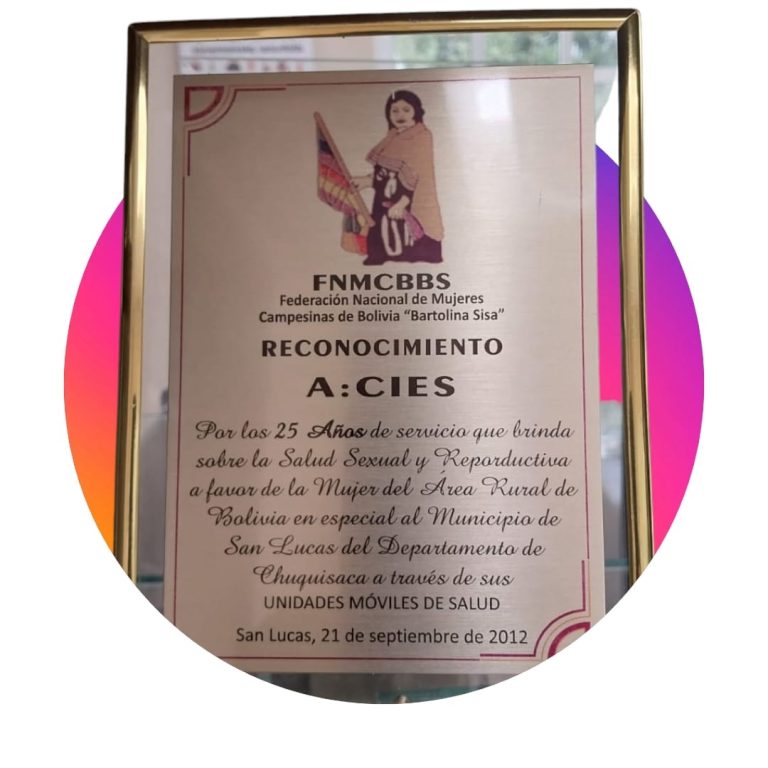 FNMCBBS
Federación Nacional de Mujeres
Campesinas de Bolivia “Bartolina Sisa”
RECONOCIMIENTO
A:CIES
Por los 25 Años de servicio que brinda
sobre la Salud Sexual y Reporductiva
a favor de la Mujer del Área Rural de
Bolivia en especial al Municipio de
San Lucas del Departamento de
Chuquisaca a través de sus
UNIDADES MÓVILES DE SALUD
San Lucas, 21 de septiembre de 2012